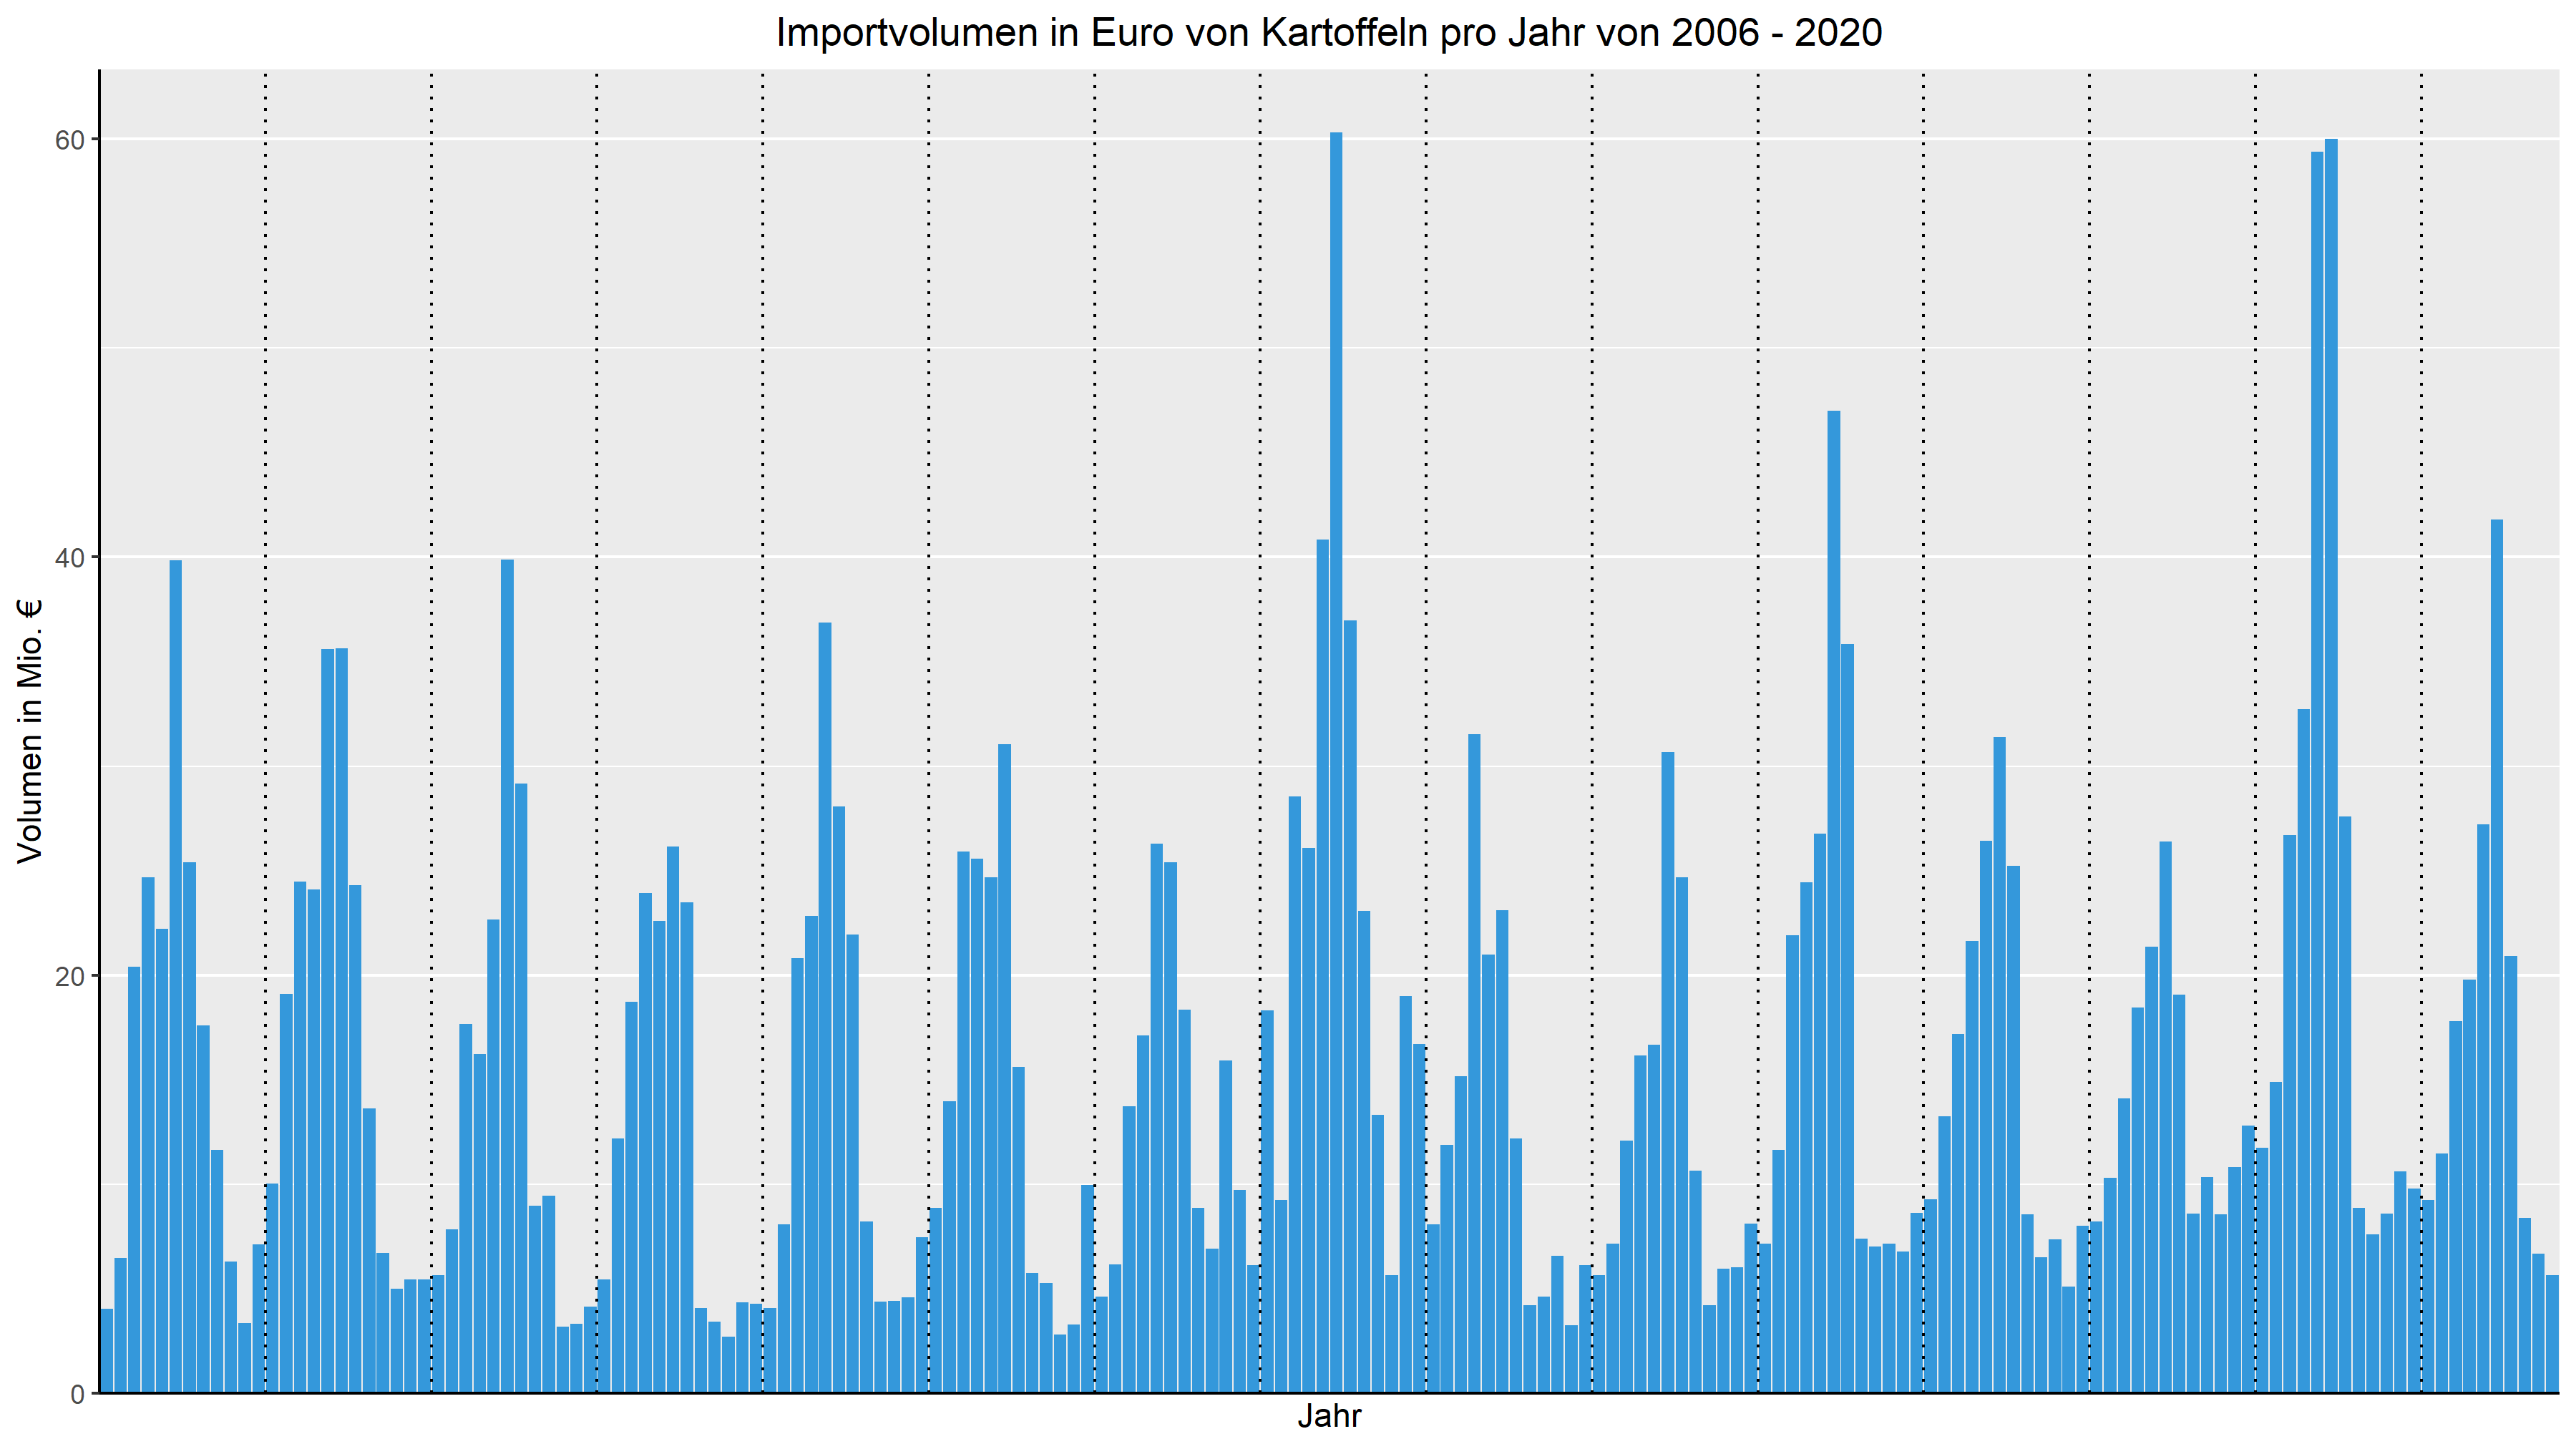 Importvolumen in Euro von Kartoffeln pro Jahr von 2006 - 2020
Volumen in Mio. €
60
40
20
0
Jahr